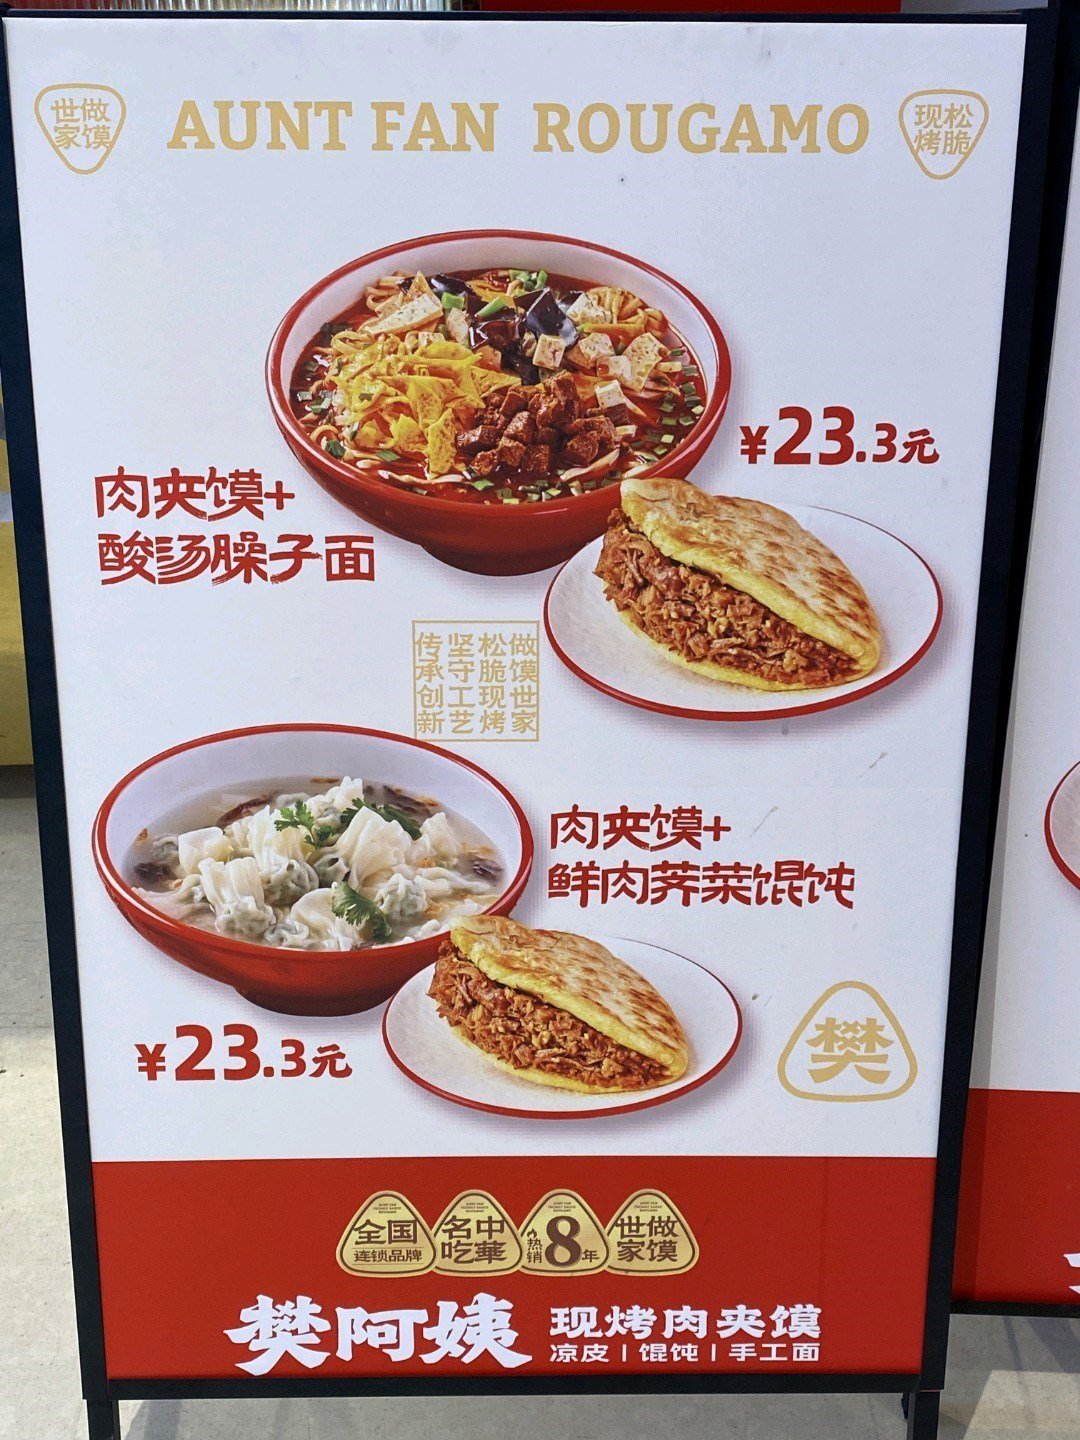 做馍
世家
AUNT FAN ROUGAMO
松脆
现烤
¥23.3元
肉夹馍+
酸汤臊子面
做馍世家
松脆现烤
坚守工艺
传承创新
肉夹馍+
鲜肉荠菜馄饨
¥23.3元
樊
全国
连锁品牌
中華
名吃
热销8年
做馍
世家
樊阿姨
现烤肉夹馍
凉皮 | 馄饨 | 手工面